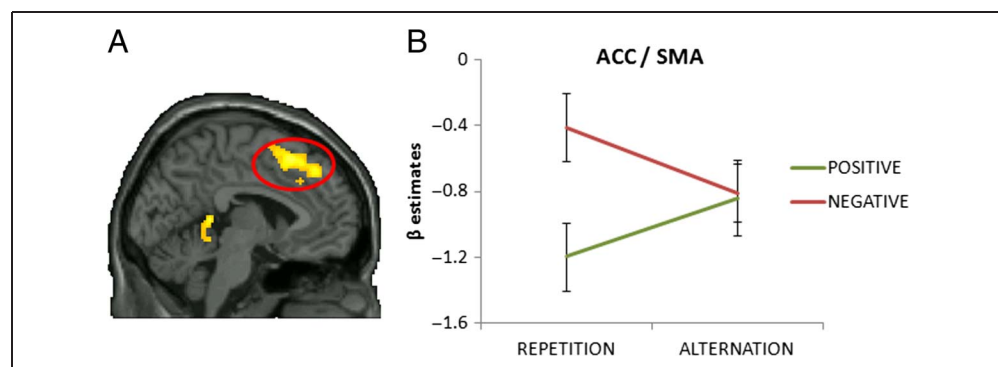 A
B
ACC / SMA
0
−0.4
−0.8
−1.2
−1.6
β estimates
REPETITION
ALTERNATION
POSITIVE
NEGATIVE